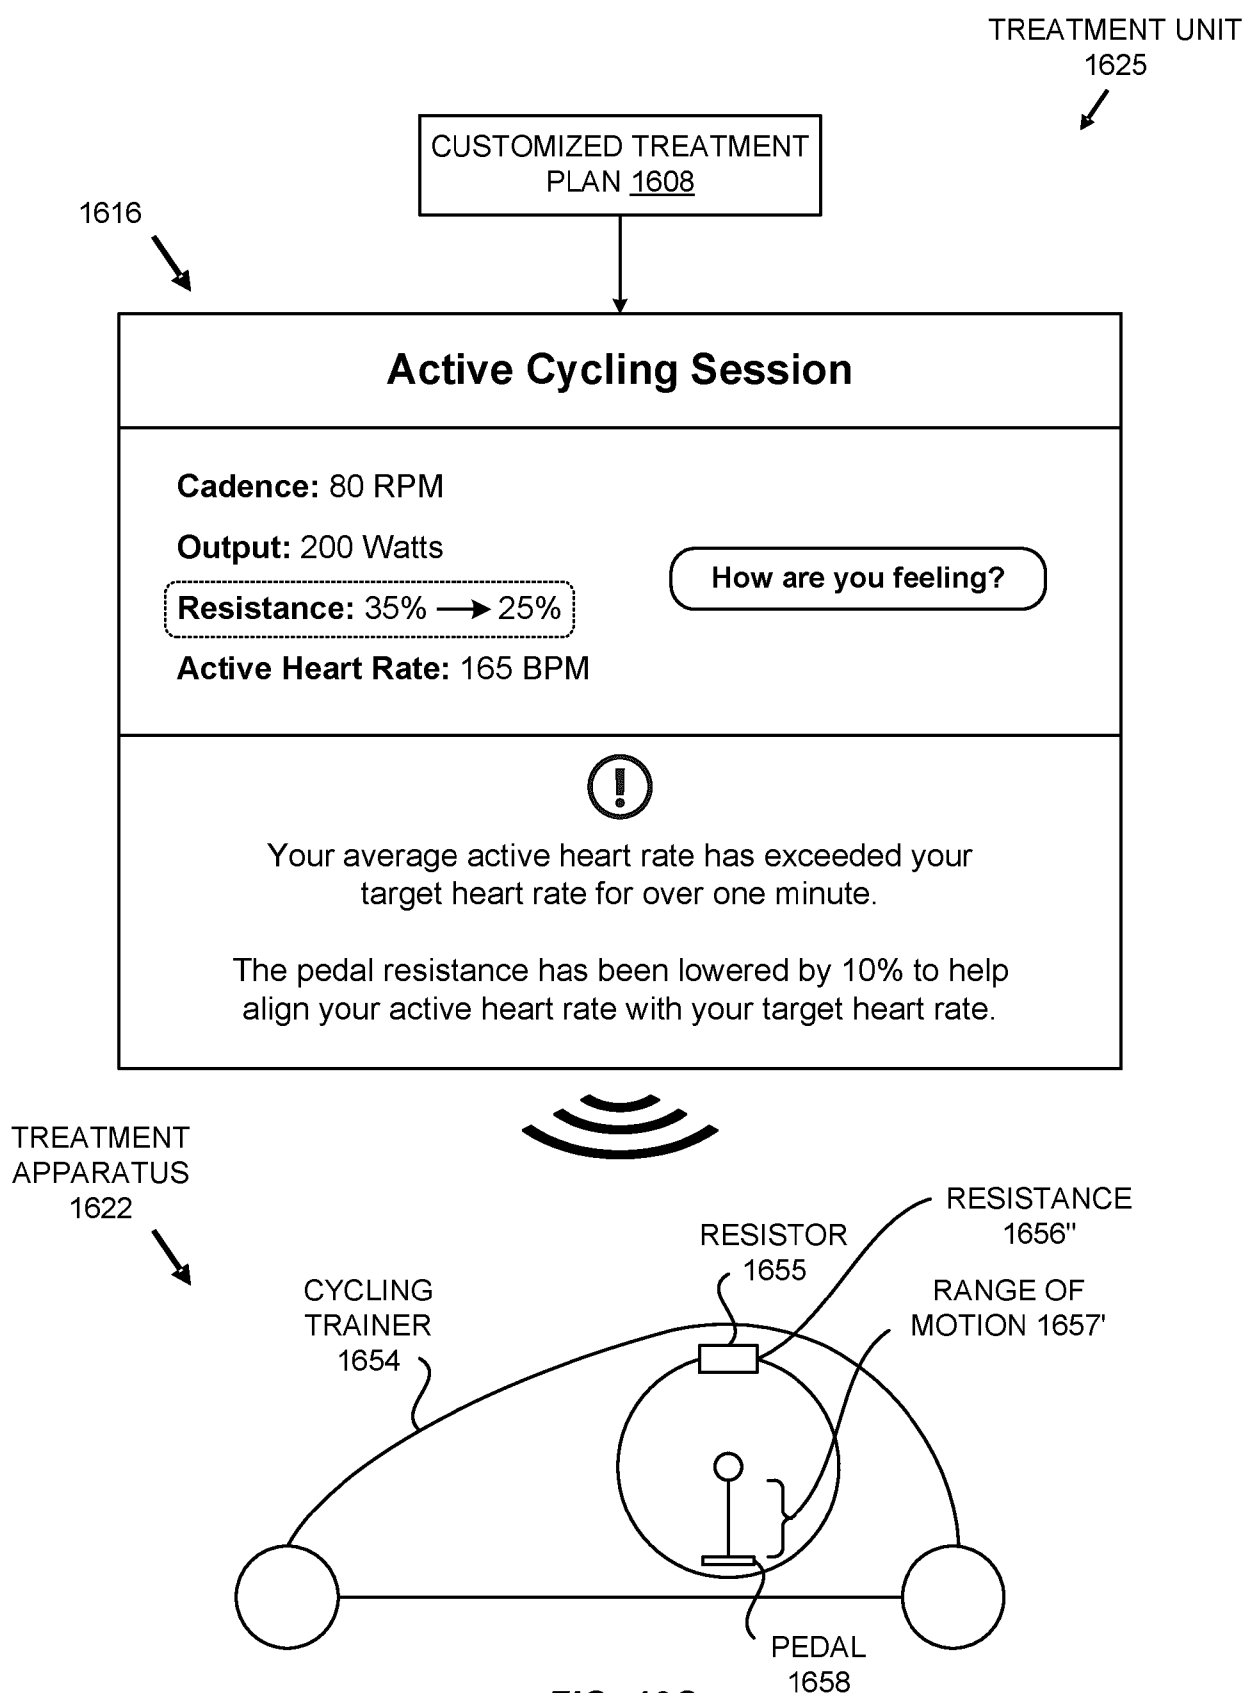 TREATMENT UNIT
1625
CUSTOMIZED TREATMENT
PLAN 1608
1616
Active Cycling Session
Cadence: 80 RPM
Output: 200 Watts
How are you feeling?
Resistance: 35% → 25%
Active Heart Rate: 165 BPM
!
Your average active heart rate has exceeded your
target heart rate for over one minute.
The pedal resistance has been lowered by 10% to help
align your active heart rate with your target heart rate.
TREATMENT
APPARATUS
1622
RESISTANCE
1656"
RESISTOR
1655
RANGE OF
MOTION 1657'
CYCLING
TRAINER
1654
PEDAL
1658